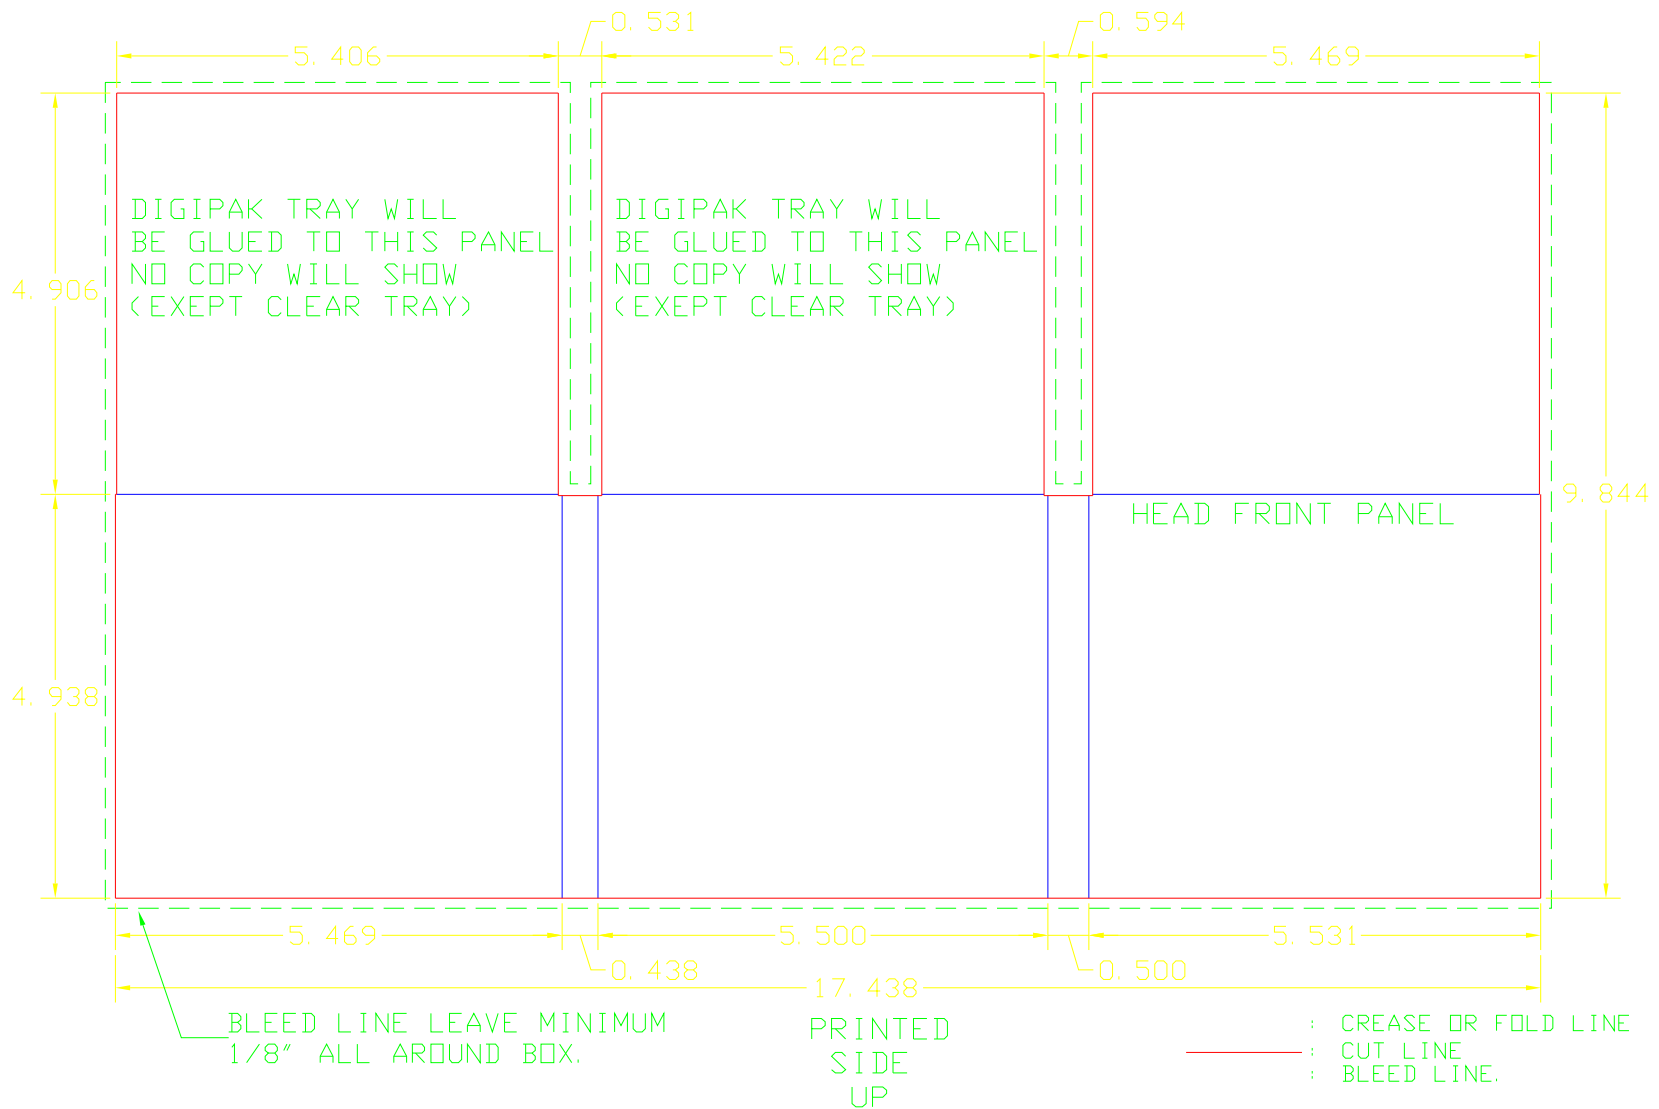 0.531
0.594
5.406
5.422
5.469
DIGIPAK TRAY WILL
BE GLUED TO THIS PANEL
NO COPY WILL SHOW
(EXEPT CLEAR TRAY)
DIGIPAK TRAY WILL
BE GLUED TO THIS PANEL
NO COPY WILL SHOW
(EXEPT CLEAR TRAY)
4.906
9.844
HEAD FRONT PANEL
4.938
5.469
5.500
5.531
0.438
0.500
17.438
BLEED LINE LEAVE MINIMUM
1/8" ALL AROUND BOX.
PRINTED
SIDE
UP
: CREASE OR FOLD LINE
: CUT LINE
: BLEED LINE.